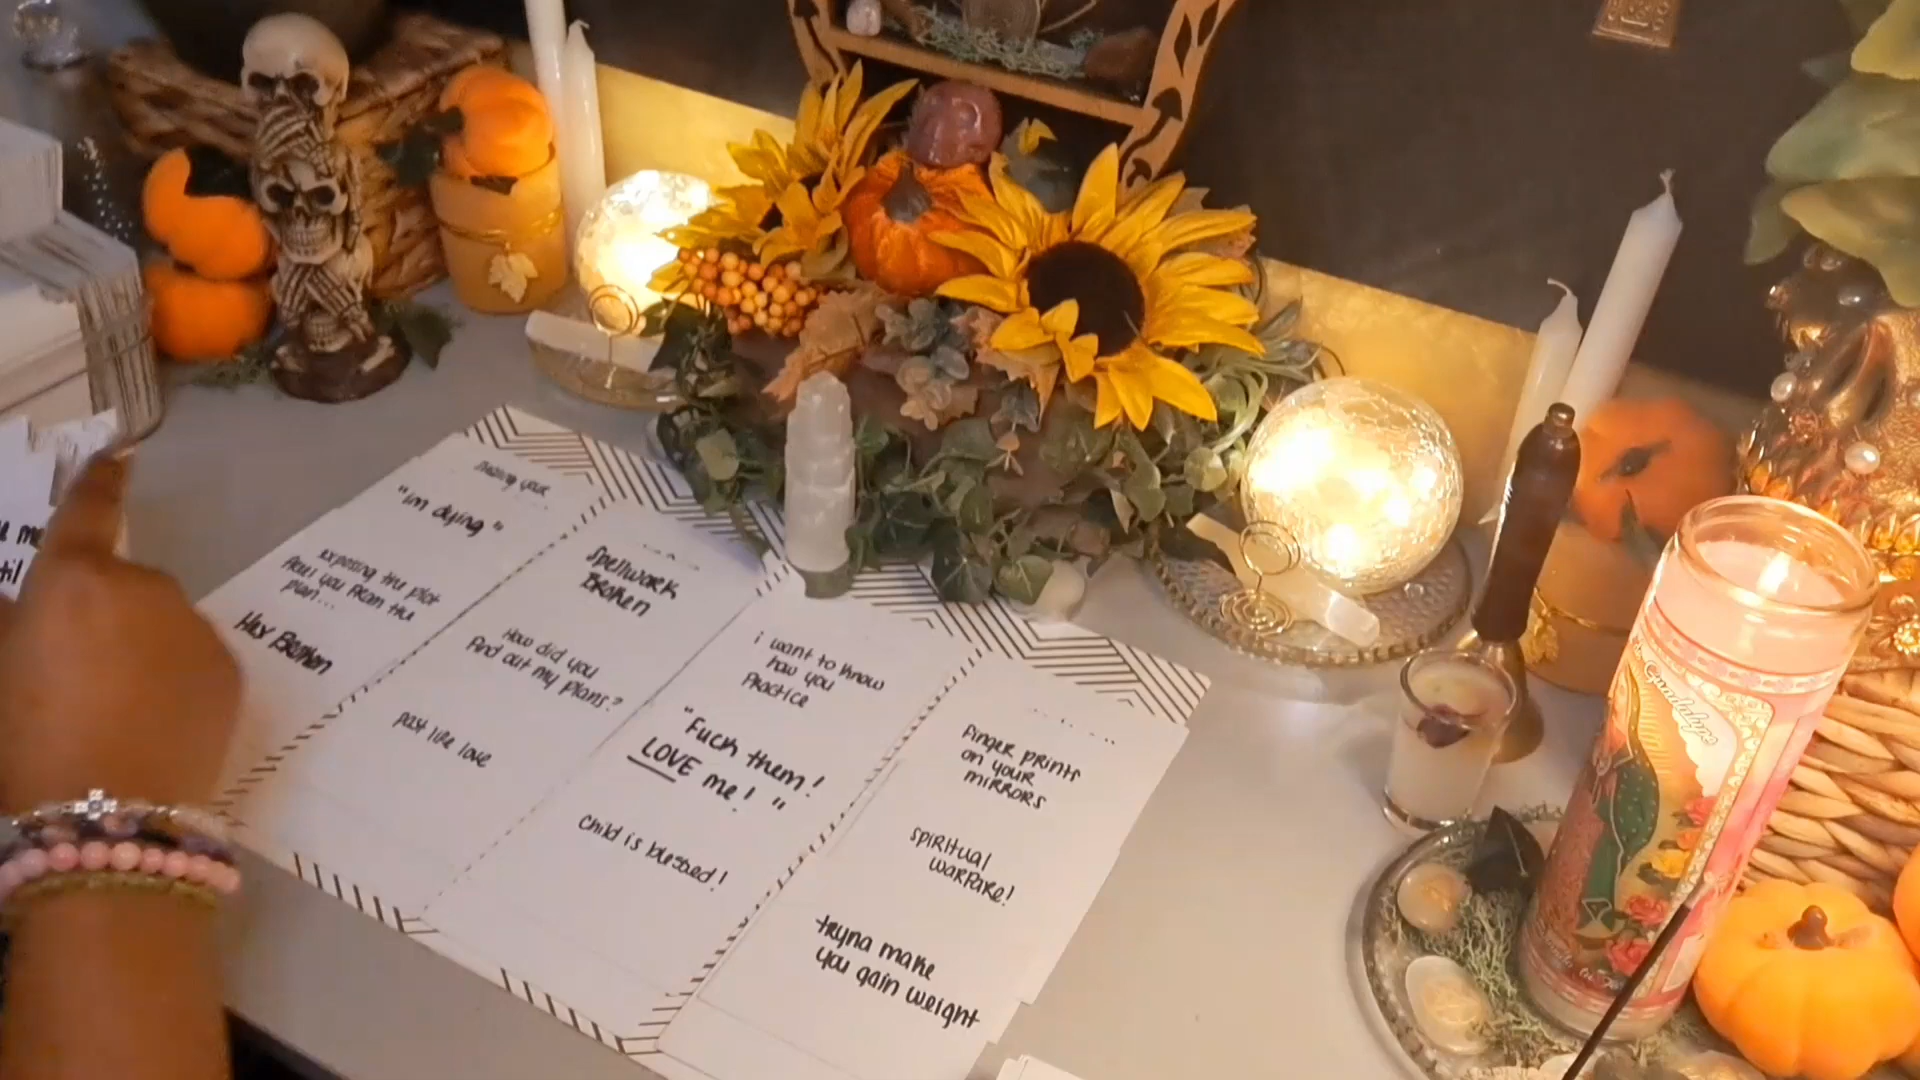 "im dying"
exposing the plot
Hex Broken
Spellwork
Broken
How did you
find out my plans?
past life love
i want to know
how you
Practice
"Fuck them!
LOVE me!"
child is blessed!
finger prints
on your
mirrors
spiritual
warfare!
tryna make
you gain weight
Guadalupe